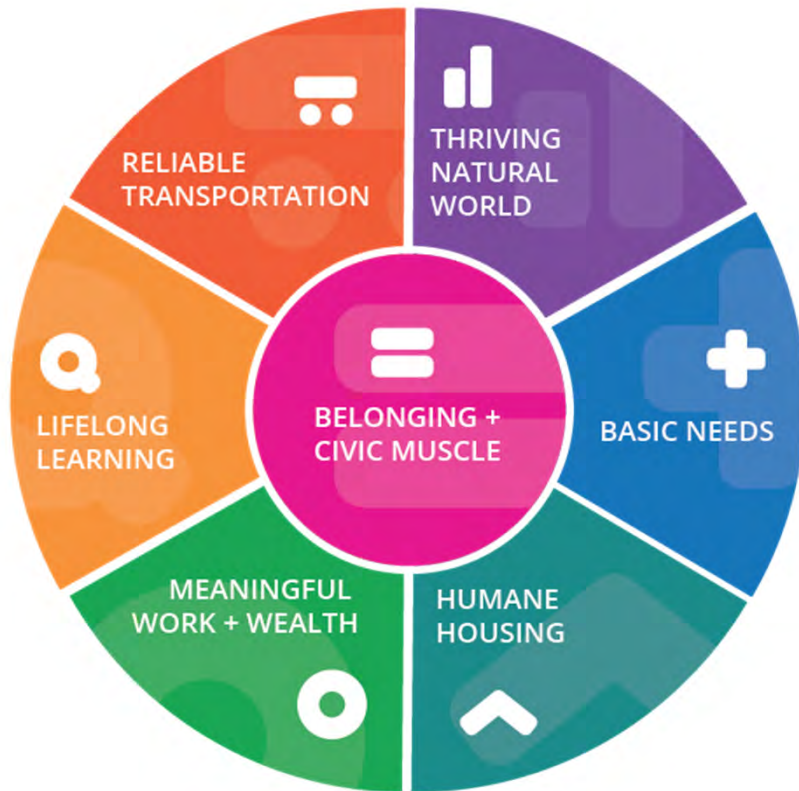 THRIVING
NATURAL
WORLD
BASIC NEEDS
HUMANE
HOUSING
MEANINGFUL
WORK + WEALTH
LIFELONG
LEARNING
RELIABLE
TRANSPORTATION
BELONGING +
CIVIC MUSCLE